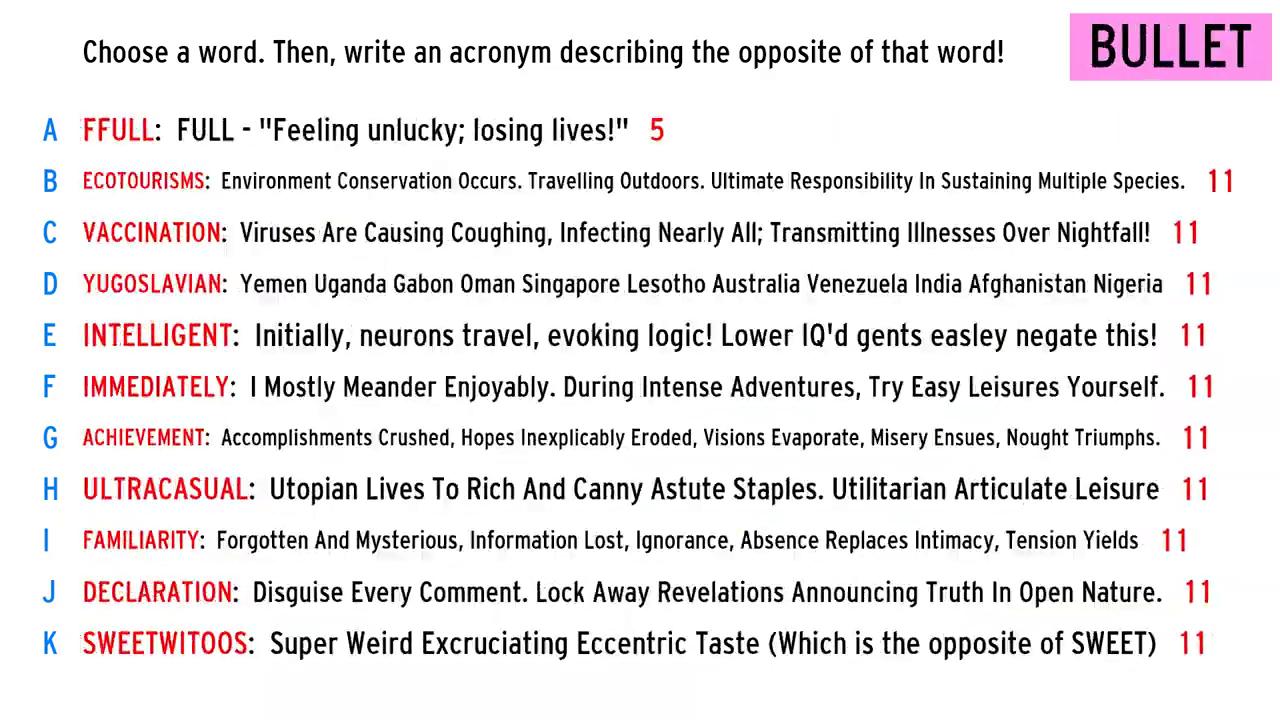 Choose a word. Then, write an acronym describing the opposite of that word!
BULLET
A FFULL: FULL - "Feeling unlucky; losing lives!" 5
B ECOTOURISMS: Environment Conservation Occurs. Travelling Outdoors. Ultimate Responsibility In Sustaining Multiple Species. 11
C VACCINATION: Viruses Are Causing Coughing, Infecting Nearly All; Transmitting Illnesses Over Nightfall! 11
D YUGOSLAVIAN: Yemen Uganda Gabon Oman Singapore Lesotho Australia Venezuela India Afghanistan Nigeria 11
E INTELLIGENT: Initially, neurons travel, evoking logic! Lower IQ'd gents easley negate this! 11
F IMMEDIATELY: I Mostly Meander Enjoyably. During Intense Adventures, Try Easy Leisures Yourself. 11
G ACHIEVEMENT: Accomplishments Crushed, Hopes Inexplicably Eroded, Visions Evaporate, Misery Ensues, Nought Triumphs. 11
H ULTRACASUAL: Utopian Lives To Rich And Canny Astute Staples. Utilitarian Articulate Leisure 11
I FAMILIARITY: Forgotten And Mysterious, Information Lost, Ignorance, Absence Replaces Intimacy, Tension Yields 11
J DECLARATION: Disguise Every Comment. Lock Away Revelations Announcing Truth In Open Nature. 11
K SWEETWITOOS: Super Weird Excruciating Eccentric Taste (Which is the opposite of SWEET) 11